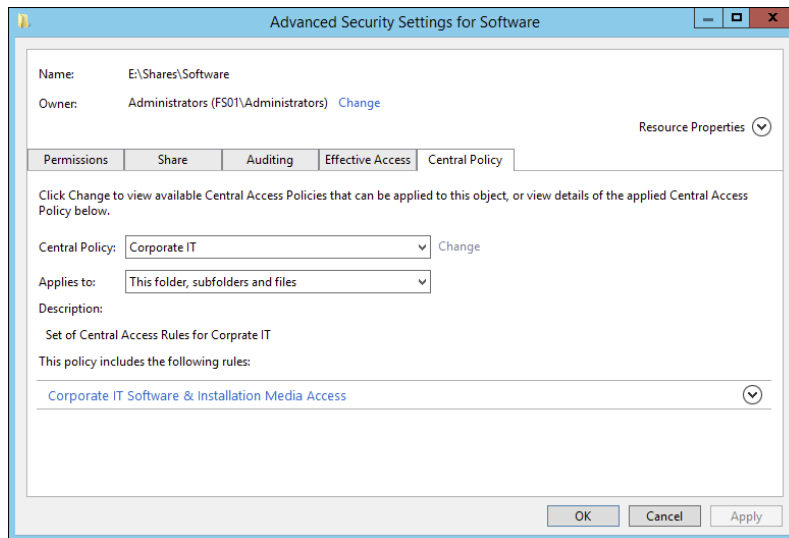 Advanced Security Settings for Software
Name: E:\Shares\Software
Owner: Administrators (FS01\Administrators) Change
Resource Properties
Permissions Share Auditing Effective Access Central Policy
Click Change to view available Central Access Policies that can be applied to this object, or view details of the applied Central Access
Policy below.
Central Policy: Corporate IT Change
Applies to: This folder, subfolders and files
Description:
Set of Central Access Rules for Corprate IT
This policy includes the following rules:
Corporate IT Software & Installation Media Access
OK Cancel Apply